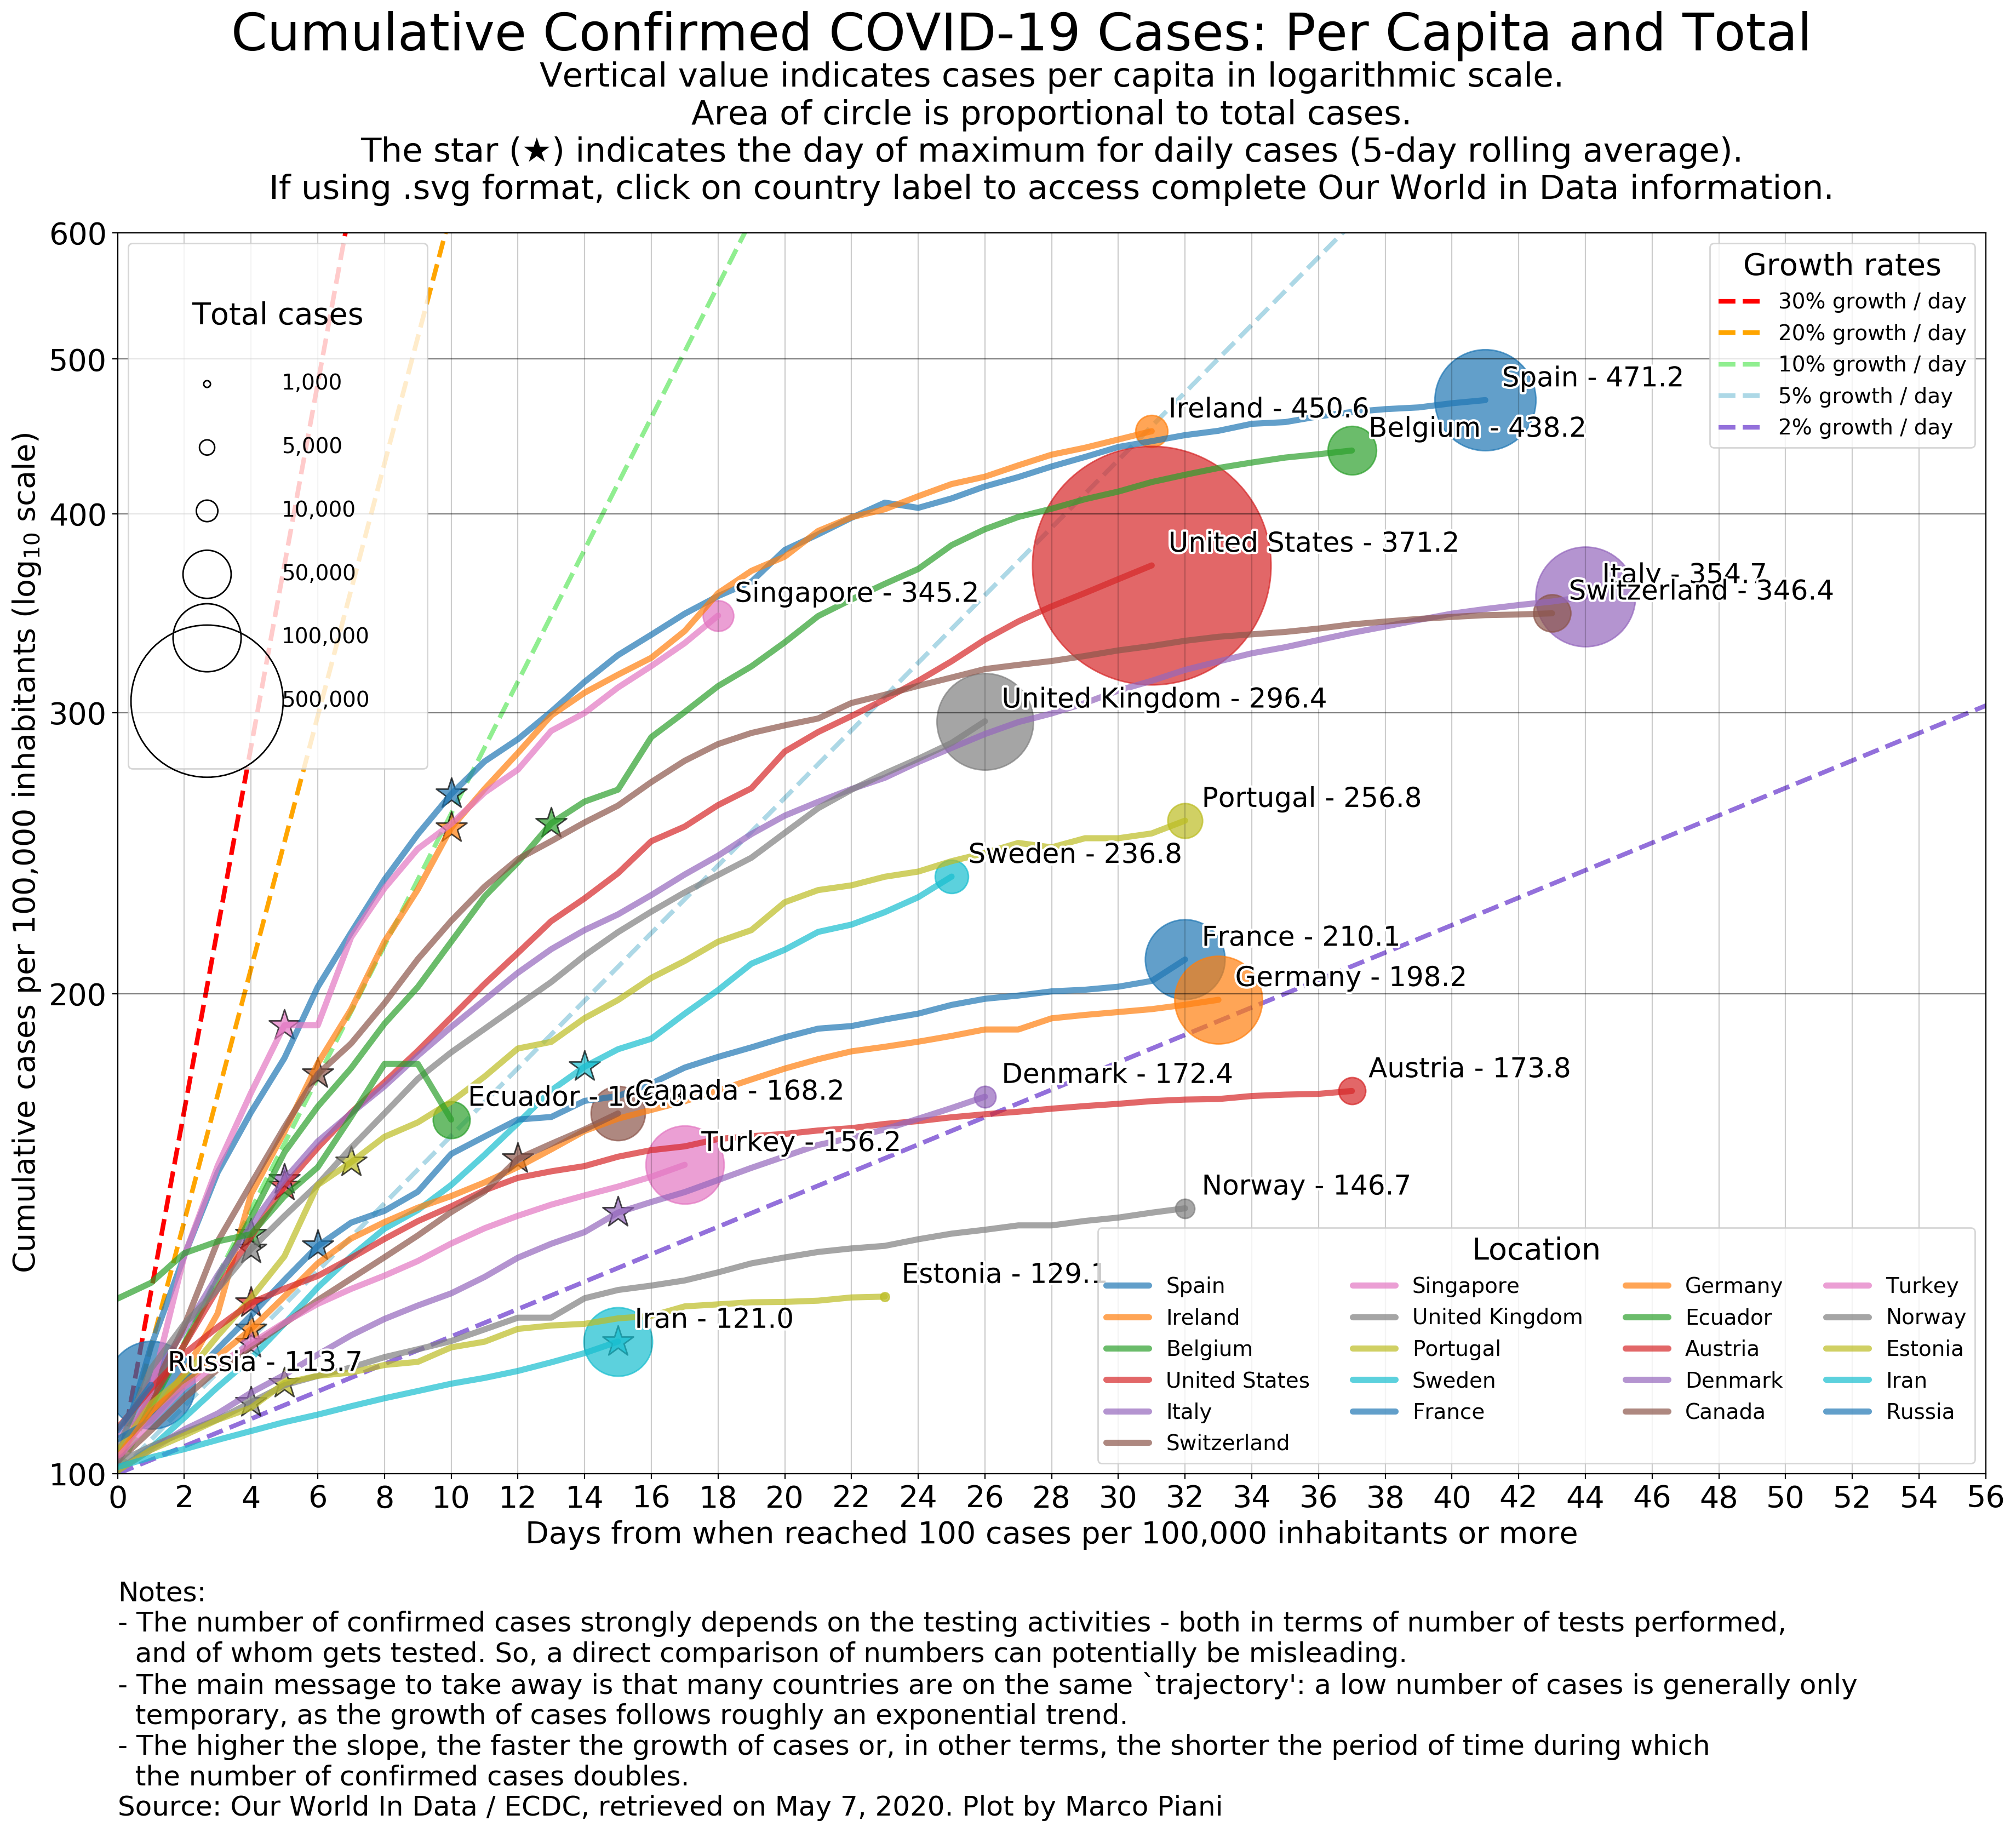 Cumulative Confirmed COVID-19 Cases: Per Capita and Total
Vertical value indicates cases per capita in logarithmic scale.
Area of circle is proportional to total cases.
The star (★) indicates the day of maximum for daily cases (5-day rolling average).
If using .svg format, click on country label to access complete Our World in Data information.
Cumulative cases per 100,000 inhabitants (log₁₀ scale)
600
500
400
300
200
100
Total cases
1,000
5,000
10,000
50,000
100,000
500,000
Growth rates
30% growth / day
20% growth / day
10% growth / day
5% growth / day
2% growth / day
Spain - 471.2
Ireland - 450.6
Belgium - 438.2
United States - 371.2
Italy - 354.7
Switzerland - 346.4
Singapore - 345.2
United Kingdom - 296.4
Portugal - 256.8
Sweden - 236.8
France - 210.1
Germany - 198.2
Denmark - 172.4
Austria - 173.8
Ecuador -
Canada - 168.2
Turkey - 156.2
Norway - 146.7
Estonia - 129.1
Iran - 121.0
Russia - 113.7
Location
Spain
Ireland
Belgium
United States
Italy
Switzerland
Singapore
United Kingdom
Portugal
Sweden
France
Germany
Ecuador
Austria
Denmark
Canada
Turkey
Norway
Estonia
Iran
Russia
0 2 4 6 8 10 12 14 16 18 20 22 24 26 28 30 32 34 36 38 40 42 44 46 48 50 52 54 56
Days from when reached 100 cases per 100,000 inhabitants or more
Notes:
- The number of confirmed cases strongly depends on the testing activities - both in terms of number of tests performed,
and of whom gets tested. So, a direct comparison of numbers can potentially be misleading.
- The main message to take away is that many countries are on the same `trajectory': a low number of cases is generally only
temporary, as the growth of cases follows roughly an exponential trend.
- The higher the slope, the faster the growth of cases or, in other terms, the shorter the period of time during which
the number of confirmed cases doubles.
Source: Our World In Data / ECDC, retrieved on May 7, 2020. Plot by Marco Piani